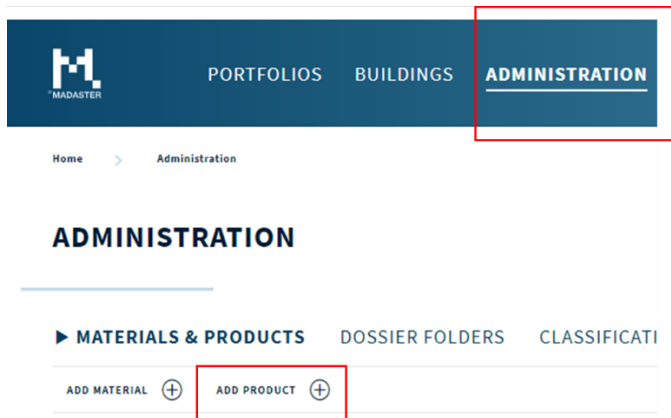 PORTFOLIOS BUILDINGS ADMINISTRATION
MADASTER
Home > Administration
ADMINISTRATION
▶ MATERIALS & PRODUCTS DOSSIER FOLDERS CLASSIFICATI
ADD MATERIAL ADD PRODUCT